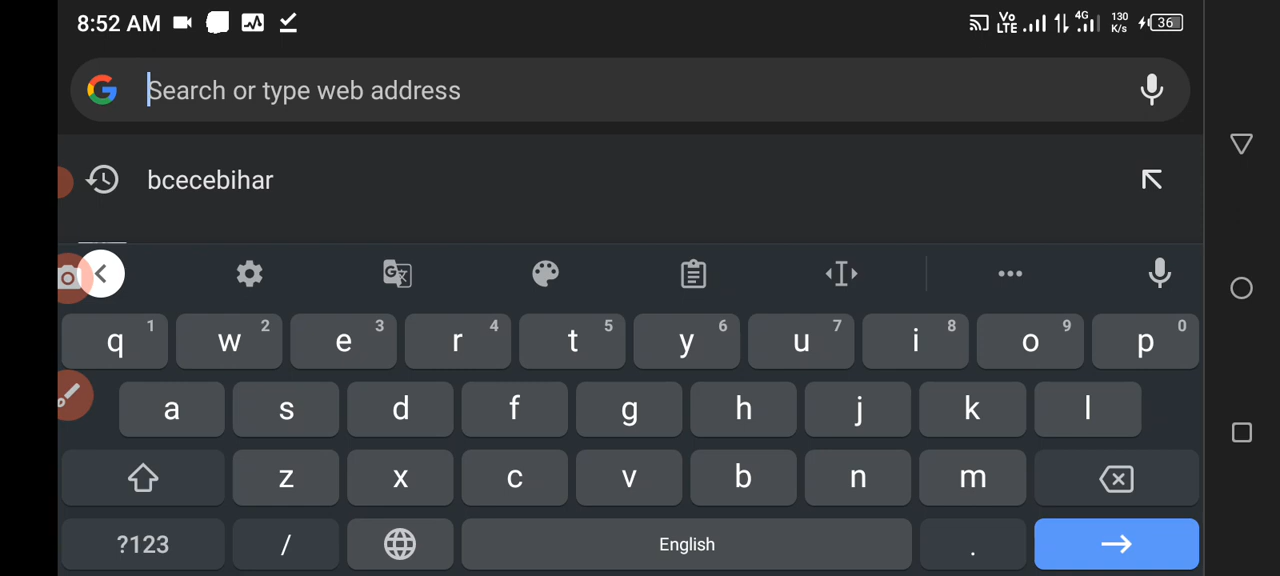 8:52 AM Vo LTE 4G 130 K/s 36
Search or type web address
bcecebihar
q 1 w 2 e 3 r 4 t 5 y 6 u 7 i 8 o 9 p 0
a s d f g h j k l
z x c v b n m
?123 / English .